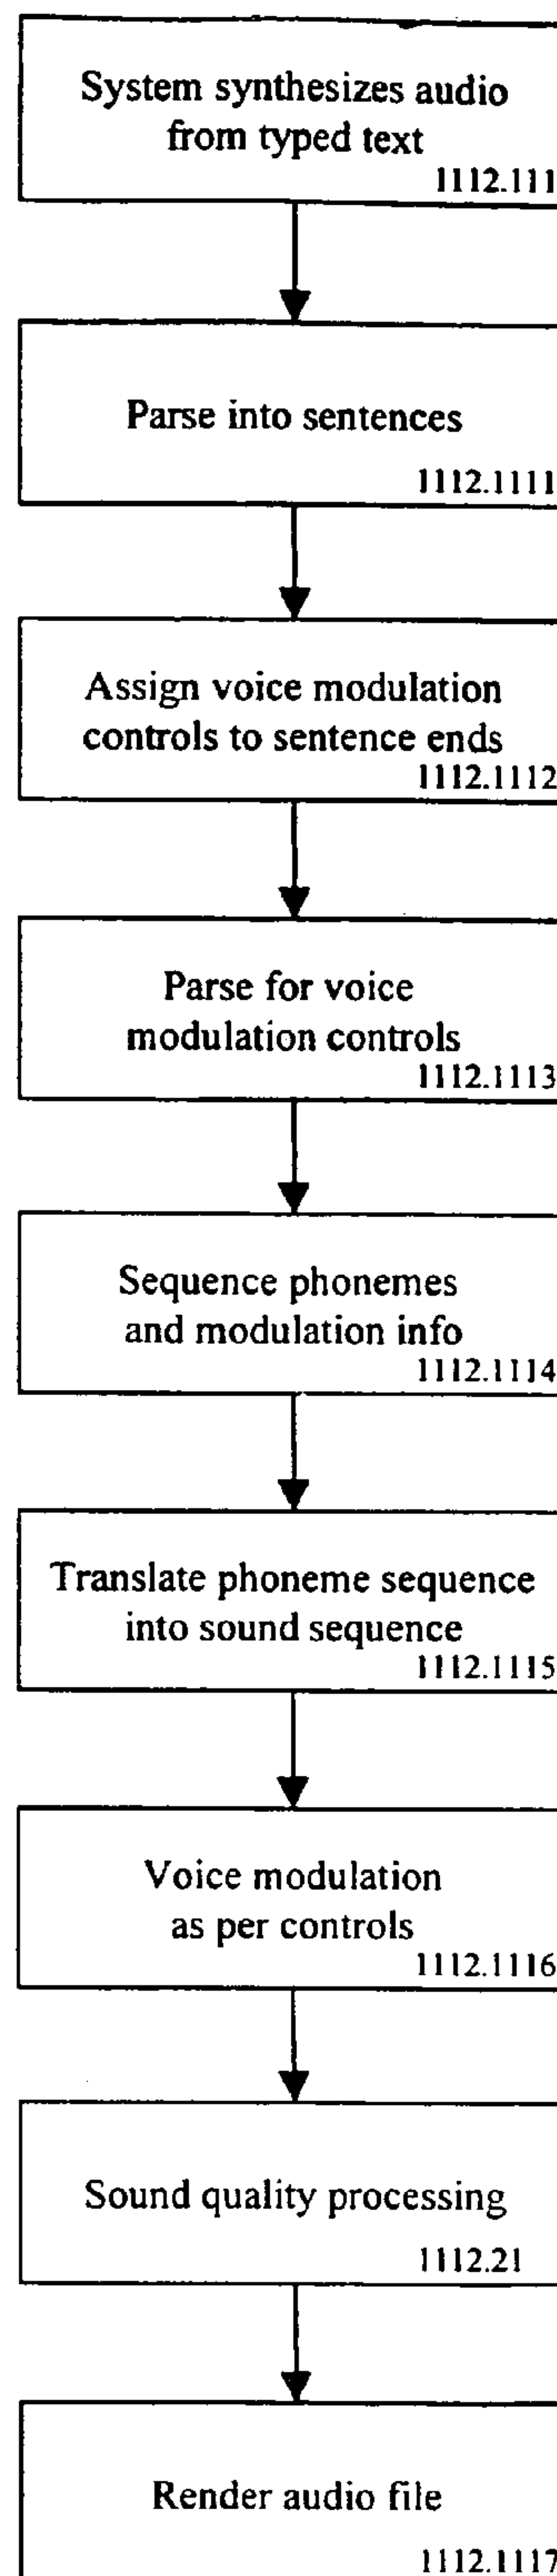 System synthesizes audio
from typed text
1112.111
Parse into sentences
1112.1111
Assign voice modulation
controls to sentence ends
1112.1112
Parse for voice
modulation controls
1112.1113
Sequence phonemes
and modulation info
1112.1114
Translate phoneme sequence
into sound sequence
1112.1115
Voice modulation
as per controls
1112.1116
Sound quality processing
1112.21
Render audio file
1112.1117